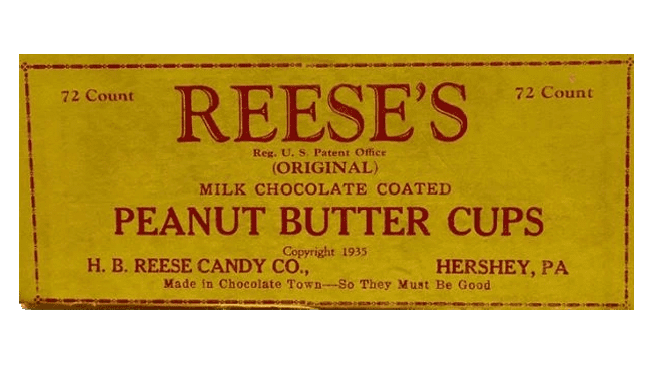 72 Count
REESE'S
72 Count
Reg. U. S. Patent Office
(ORIGINAL)
MILK CHOCOLATE COATED
PEANUT BUTTER CUPS
Copyright 1935
H. B. REESE CANDY CO., HERSHEY, PA
Made in Chocolate Town—So They Must Be Good